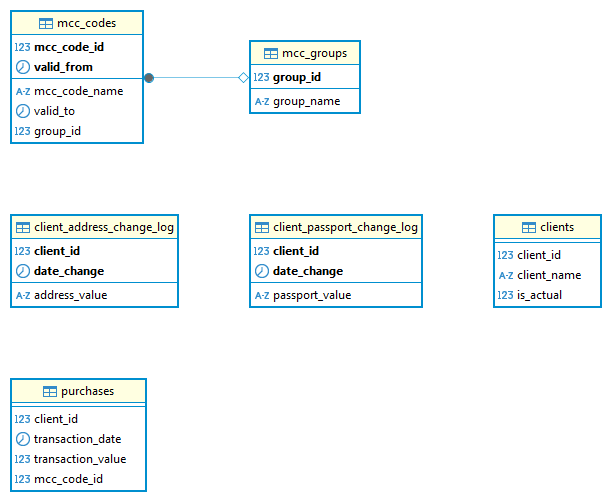 mcc_codes
123 mcc_code_id
valid_from
A-Z mcc_code_name
valid_to
123 group_id
mcc_groups
123 group_id
A-Z group_name
client_address_change_log
123 client_id
date_change
A-Z address_value
client_passport_change_log
123 client_id
date_change
A-Z passport_value
clients
123 client_id
A-Z client_name
123 is_actual
purchases
123 client_id
transaction_date
123 transaction_value
123 mcc_code_id